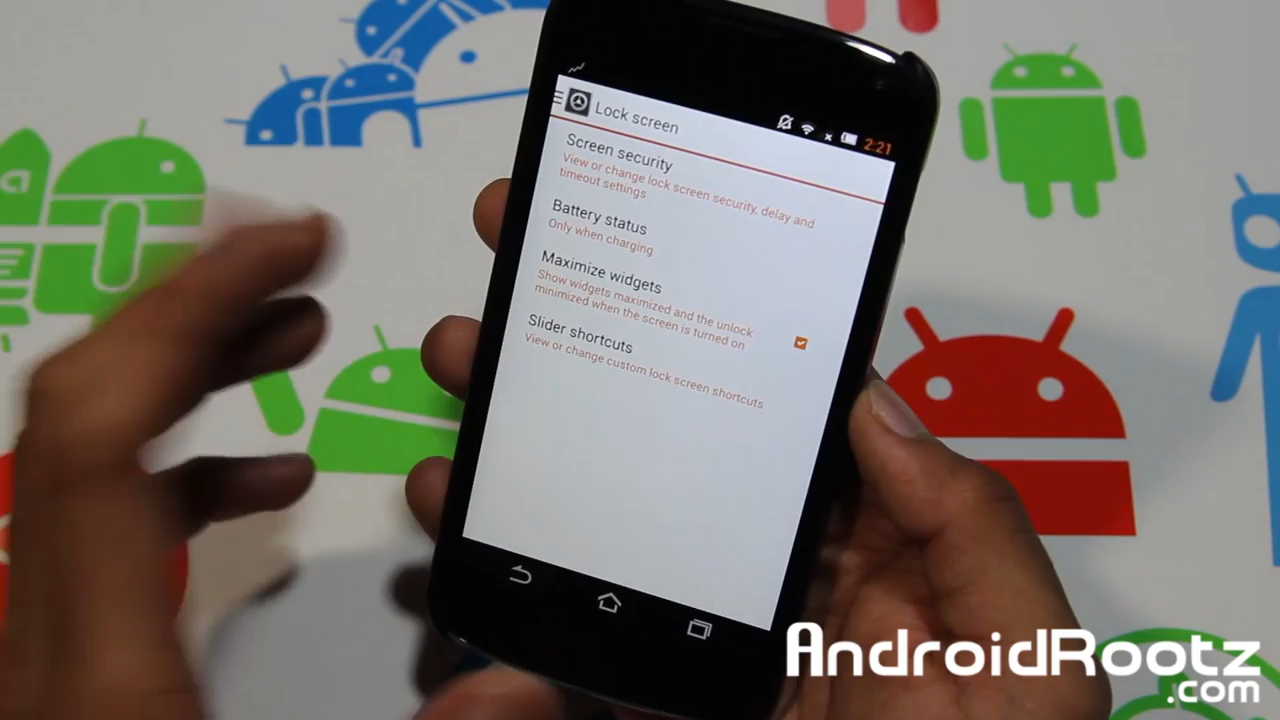 Lock screen
2:21
Screen security
View or change lock screen security, delay and
timeout settings
Battery status
Only when charging
Maximize widgets
Show widgets maximized and the unlock
minimized when the screen is turned on
Slider shortcuts
View or change custom lock screen shortcuts
a
AndroidRootz
.com